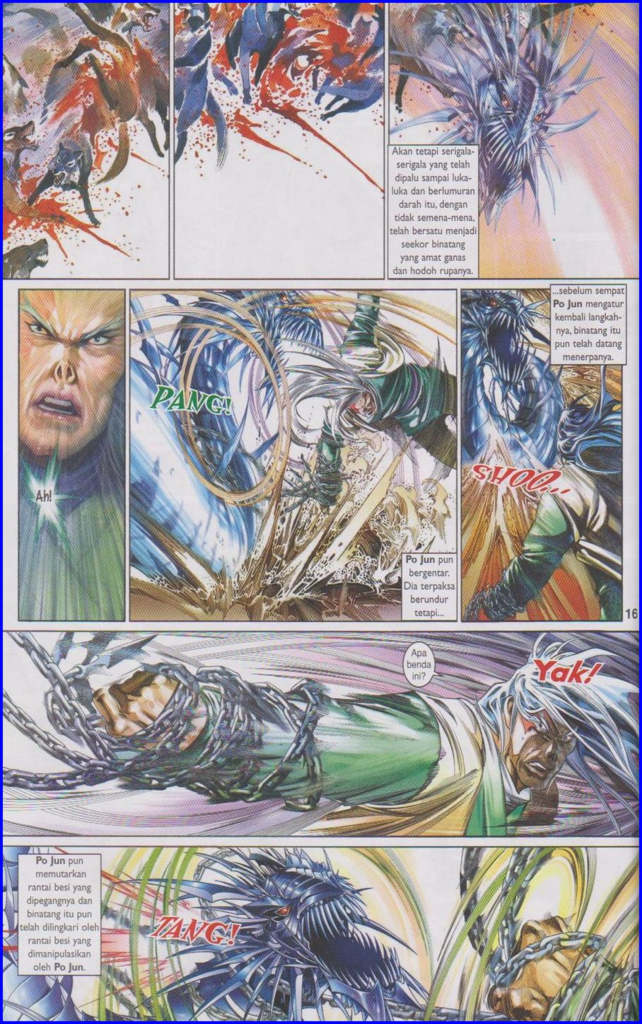 Akan tetapi serigala-
serigala yang telah
dipalu sampai luka-
luka dan berlumuran
darah itu, dengan
tidak semena-mena,
telah bersatu menjadi
seekor binatang
yang amat ganas
dan hodoh rupanya.
Ah!
PANG!
Po Jun pun
bergentar.
Dia terpaksa
berundur
tetapi...
...sebelum sempat
Po Jun mengatur
kembali langkah-
nya, binatang itu
pun telah datang
menerpanya.
SHOO...
16
Apa
benda
ini?
Yak!
Po Jun pun
memutarkan
rantai besi yang
dipegangnya dan
binatang itu pun
telah dilingkari oleh
rantai besi yang
dimanipulasikan
oleh Po Jun.
TANG!